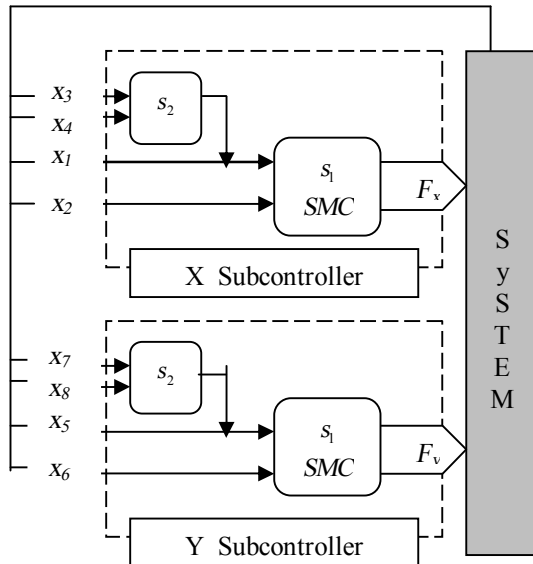 x3
x4
s2
x1
x2
s1
SMC
Fx
X Subcontroller
x7
x8
s2
x5
x6
s1
SMC
Fy
Y Subcontroller
S
y
S
T
E
M